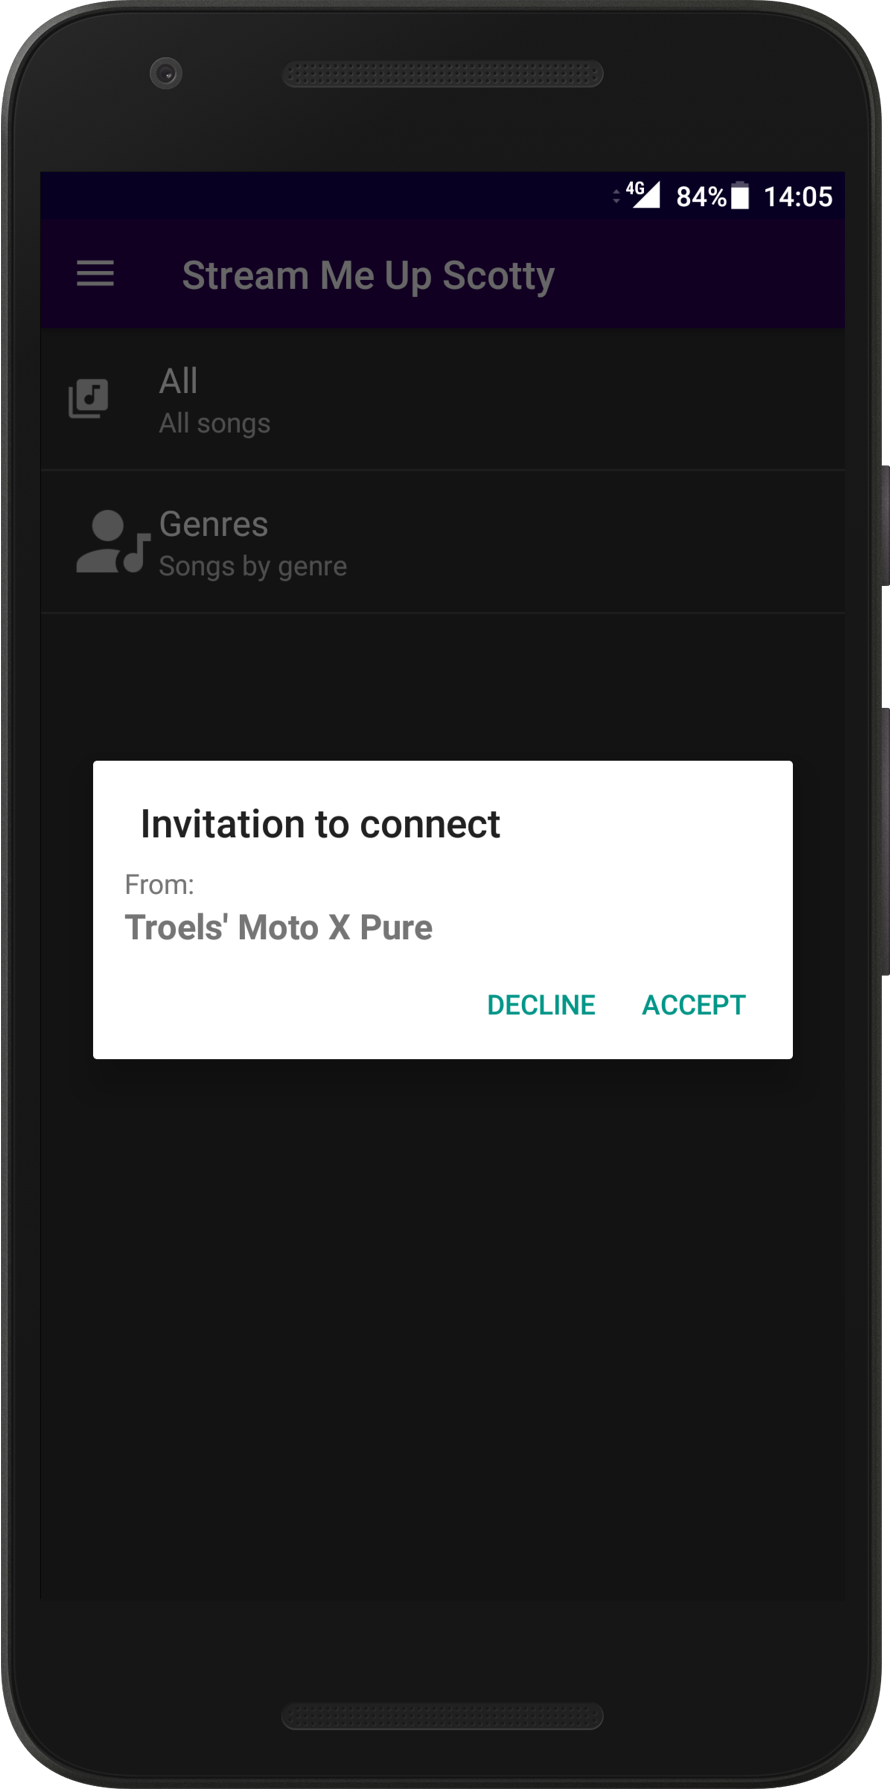 4G 84% 14:05
Stream Me Up Scotty
All
All songs
Genres
Songs by genre
Invitation to connect
From:
Troels' Moto X Pure
DECLINE ACCEPT